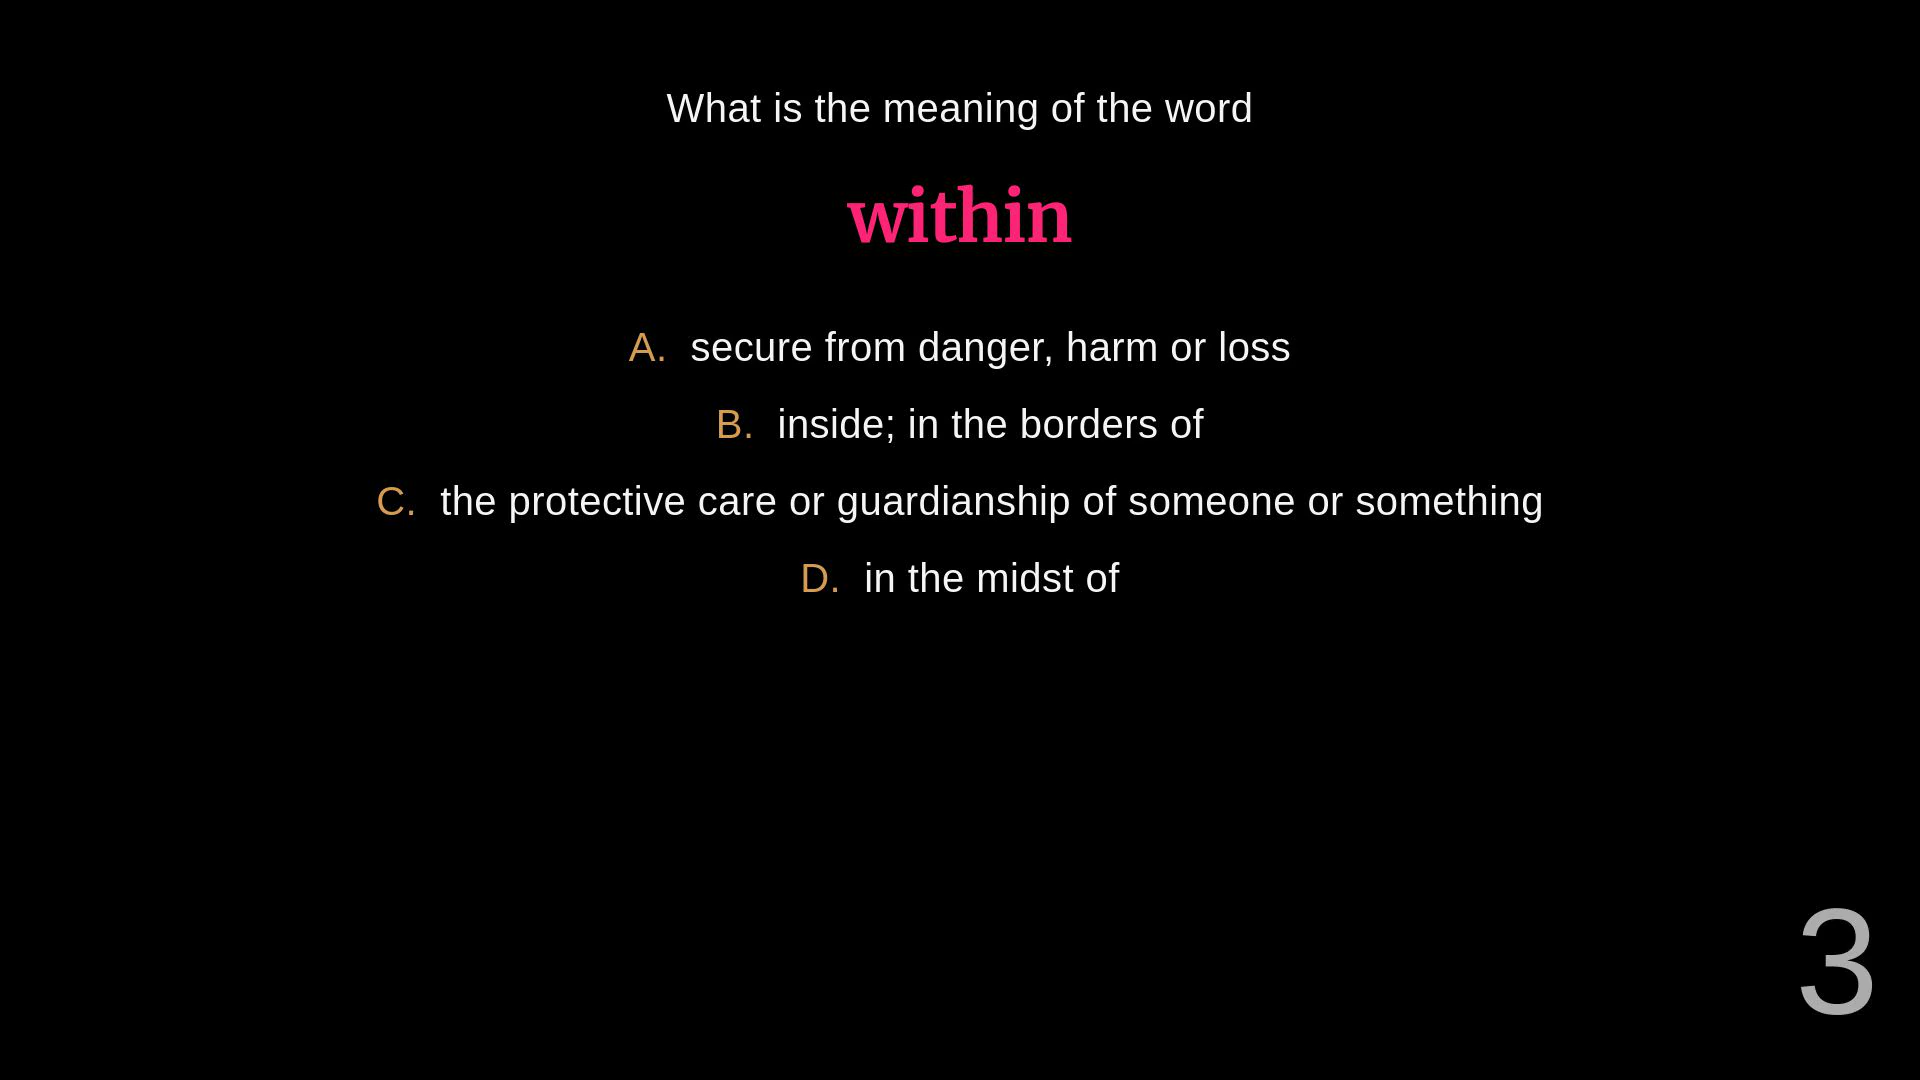 What is the meaning of the word
within
A. secure from danger, harm or loss
B. inside; in the borders of
C. the protective care or guardianship of someone or something
D. in the midst of
3